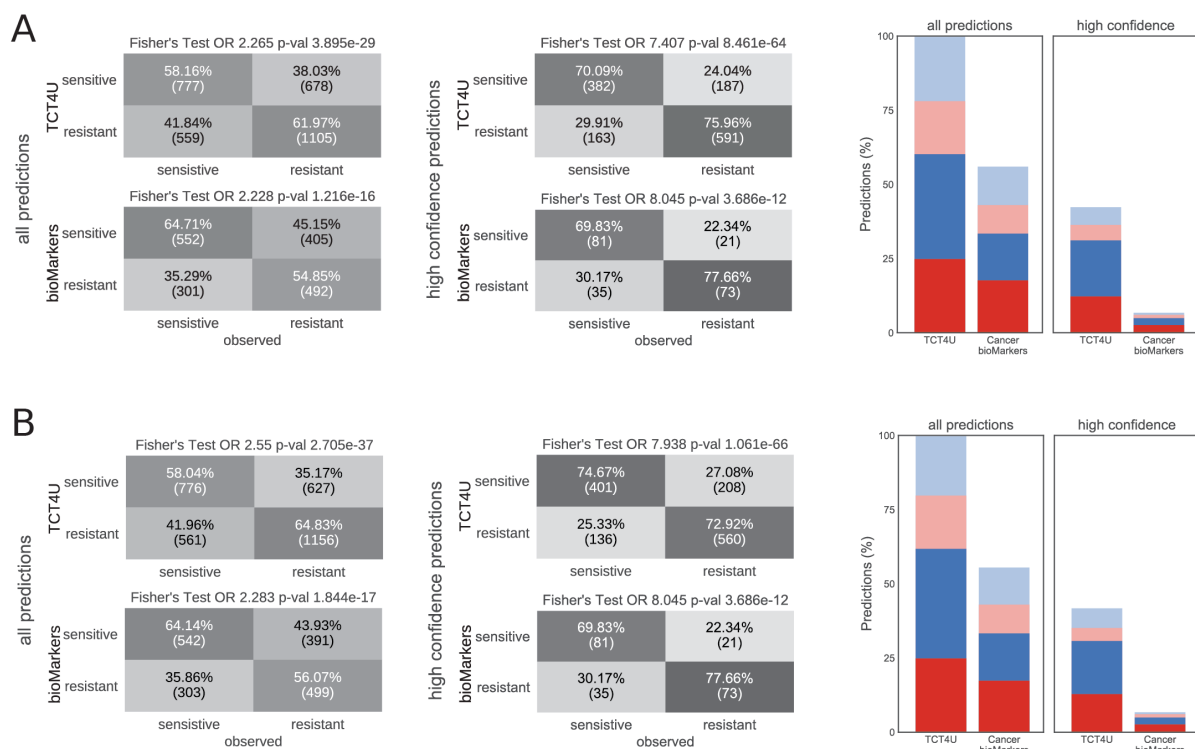 A
all predictions
TCT4U
Fisher's Test OR 2.265 p-val 3.895e-29
sensitive
58.16%
(777)
38.03%
(678)
resistant
41.84%
(559)
61.97%
(1105)
sensistive
resistant
bioMarkers
Fisher's Test OR 2.228 p-val 1.216e-16
sensitive
64.71%
(552)
45.15%
(405)
resistant
35.29%
(301)
54.85%
(492)
sensistive
resistant
observed
high confidence predictions
TCT4U
Fisher's Test OR 7.407 p-val 8.461e-64
sensitive
70.09%
(382)
24.04%
(187)
resistant
29.91%
(163)
75.96%
(591)
sensistive
resistant
bioMarkers
Fisher's Test OR 8.045 p-val 3.686e-12
sensitive
69.83%
(81)
22.34%
(21)
resistant
30.17%
(35)
77.66%
(73)
sensistive
resistant
observed
all predictions
high confidence
Predictions (%)
100
75
50
25
0
TCT4U
Cancer
bioMarkers
TCT4U
Cancer
bioMarkers
B
all predictions
TCT4U
Fisher's Test OR 2.55 p-val 2.705e-37
sensitive
58.04%
(776)
35.17%
(627)
resistant
41.96%
(561)
64.83%
(1156)
sensistive
resistant
bioMarkers
Fisher's Test OR 2.283 p-val 1.844e-17
sensitive
64.14%
(542)
43.93%
(391)
resistant
35.86%
(303)
56.07%
(499)
sensistive
resistant
observed
high confidence predictions
TCT4U
Fisher's Test OR 7.938 p-val 1.061e-66
sensitive
74.67%
(401)
27.08%
(208)
resistant
25.33%
(136)
72.92%
(560)
sensistive
resistant
bioMarkers
Fisher's Test OR 8.045 p-val 3.686e-12
sensitive
69.83%
(81)
22.34%
(21)
resistant
30.17%
(35)
77.66%
(73)
sensistive
resistant
observed
all predictions
high confidence
Predictions (%)
100
75
50
25
0
TCT4U
Cancer
bioMarkers
TCT4U
Cancer
bioMarkers